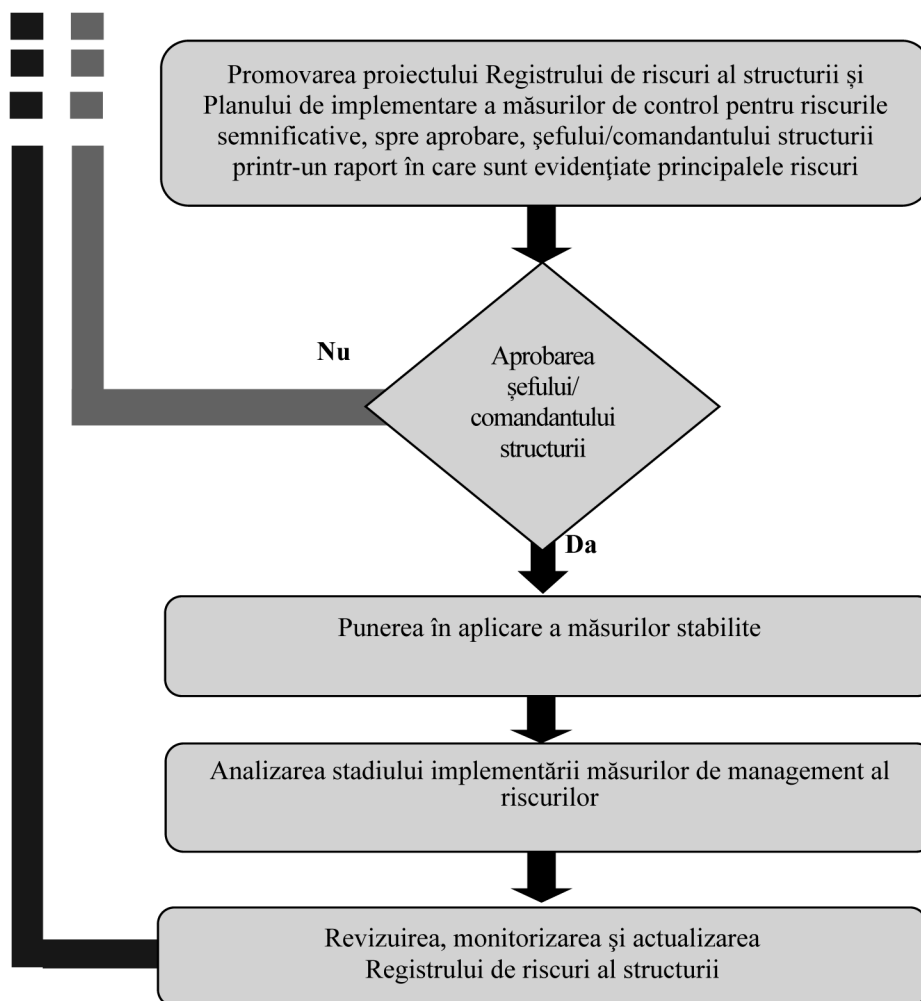 Promovarea proiectului Registrului de riscuri al structurii și
Planului de implementare a măsurilor de control pentru riscurile
semnificative, spre aprobare, şefului/comandantului structurii
printr-un raport în care sunt evidenţiate principalele riscuri
Nu
Aprobarea
șefului/
comandantului
structurii
Da
Punerea în aplicare a măsurilor stabilite
Analizarea stadiului implementării măsurilor de management al
riscurilor
Revizuirea, monitorizarea şi actualizarea
Registrului de riscuri al structurii